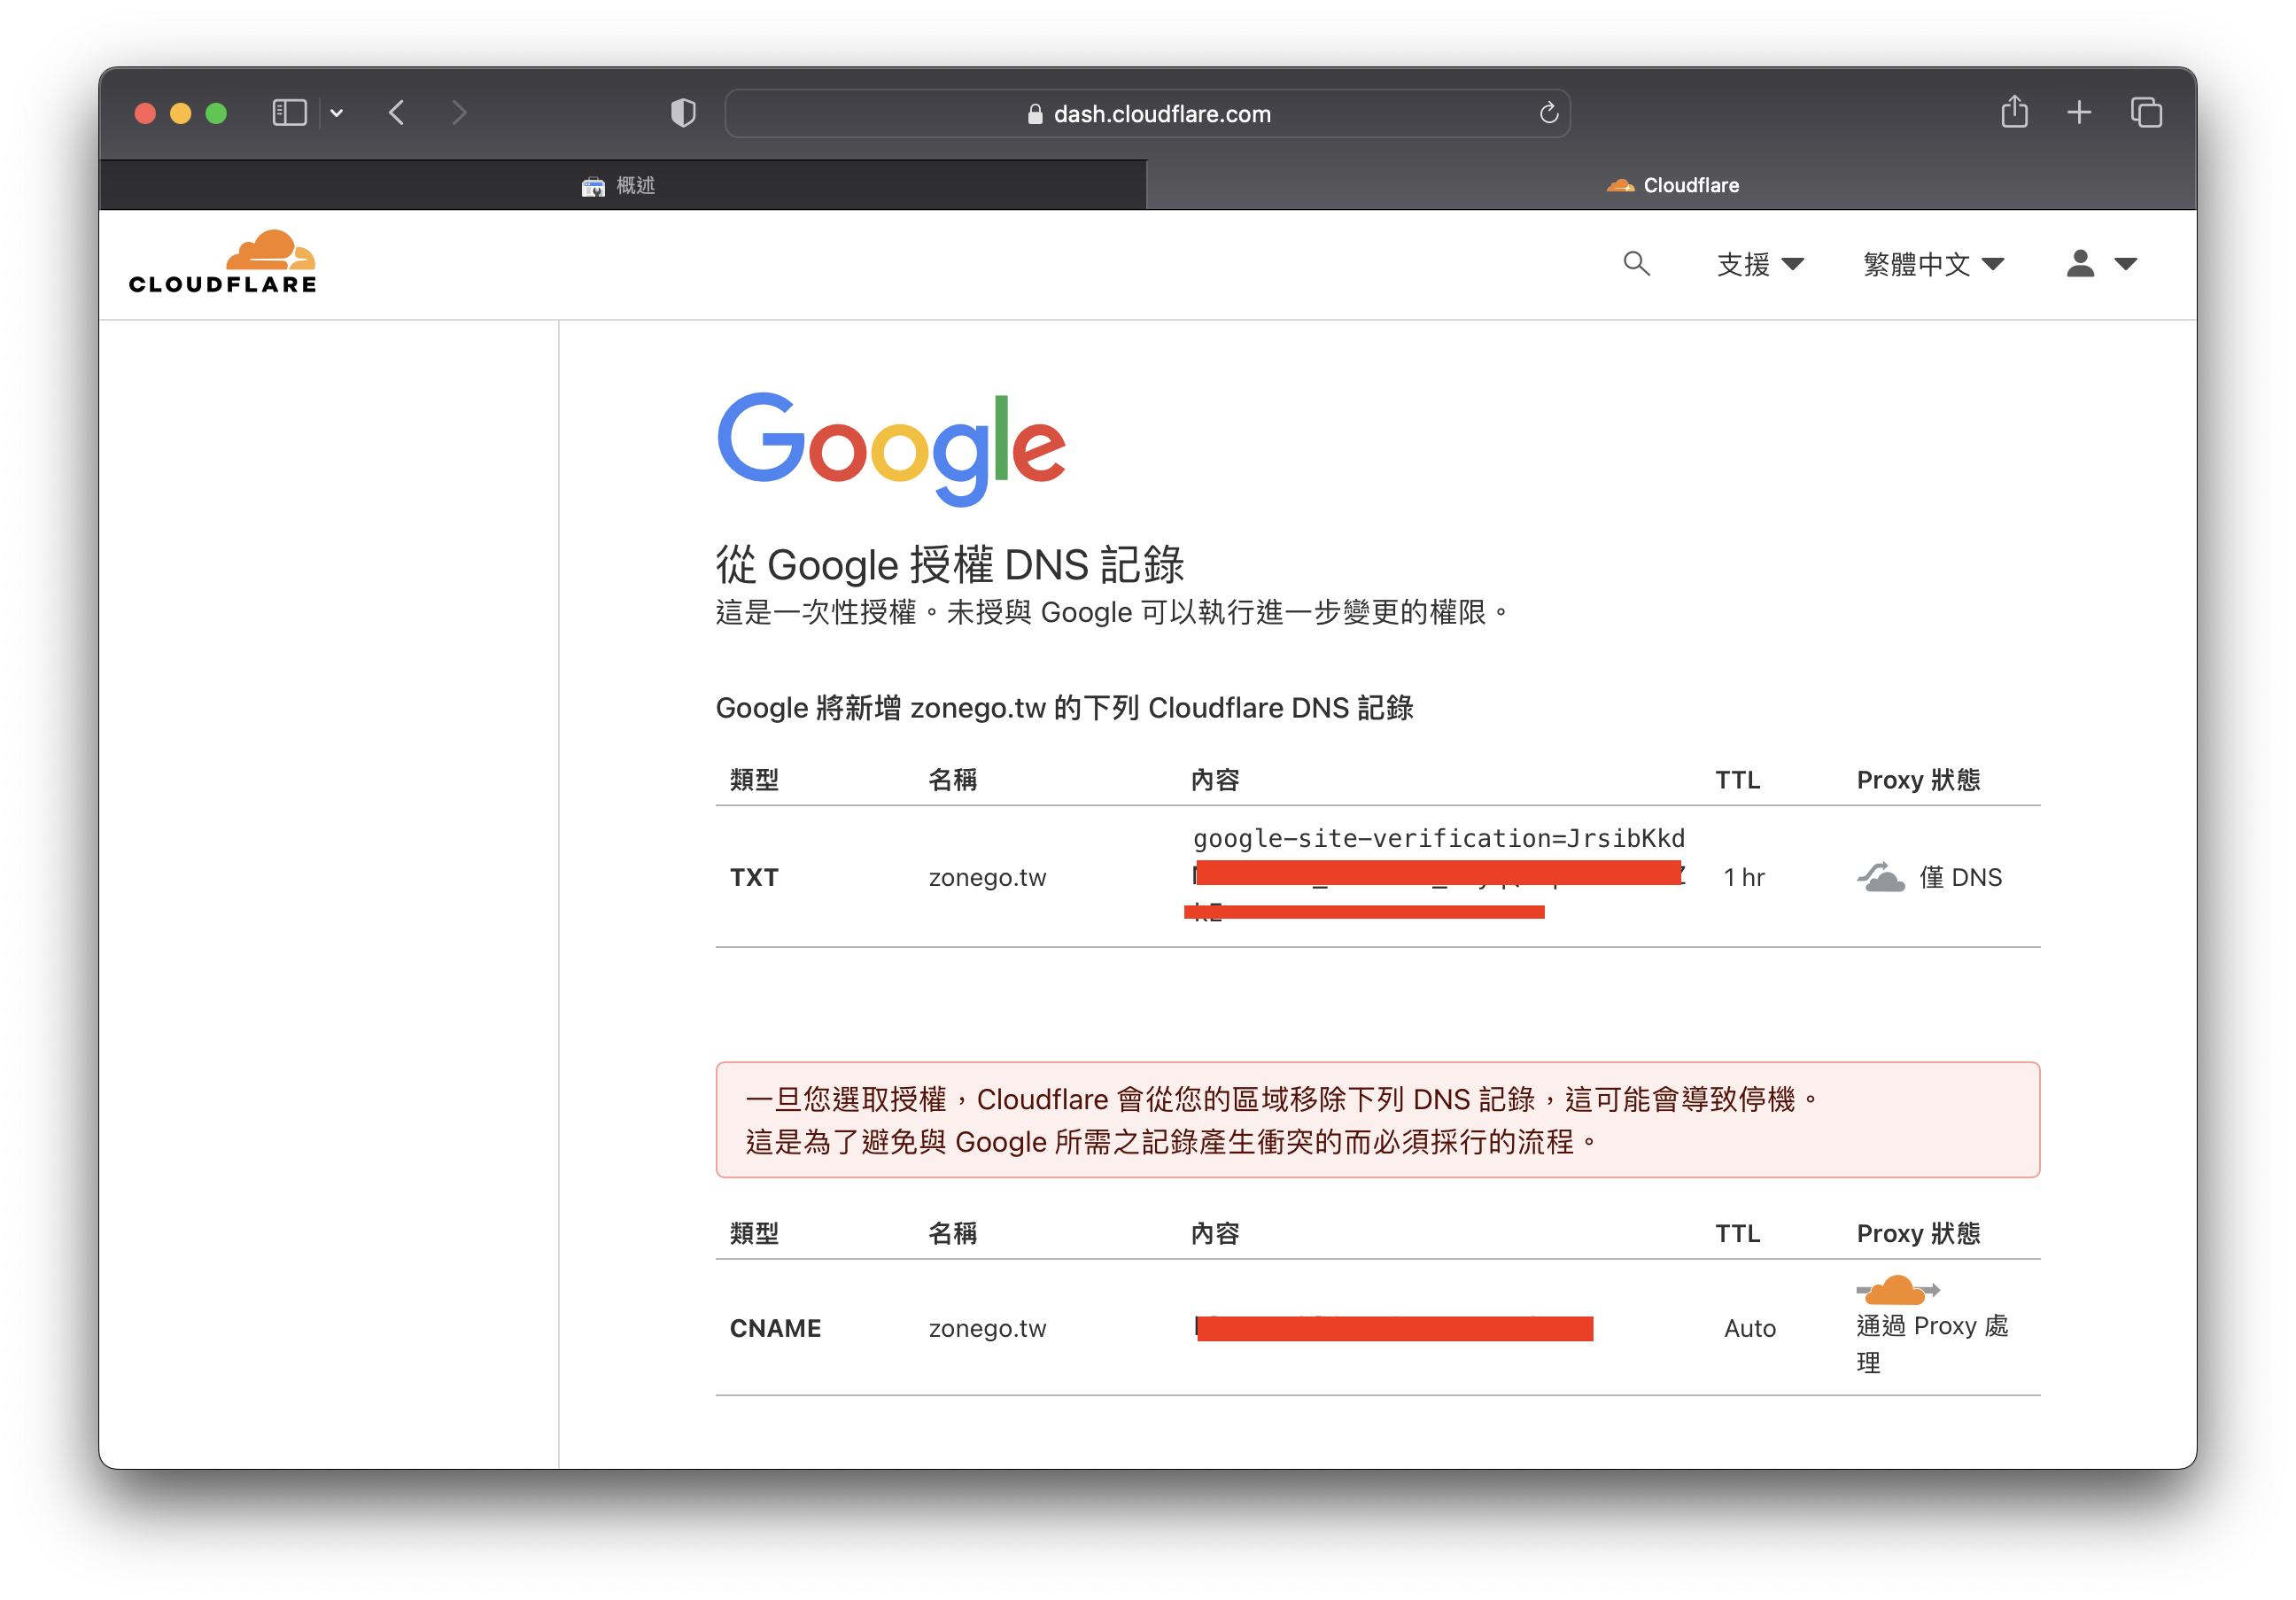 dash.cloudflare.com
概述
Cloudflare
CLOUDFLARE
支援
繁體中文
Google
從 Google 授權 DNS 記錄
這是一次性授權。未授與 Google 可以執行進一步變更的權限。
Google 將新增 zonego.tw 的下列 Cloudflare DNS 記錄
類型 名稱 內容 TTL Proxy 狀態
google-site-verification=JrsibKkd
TXT zonego.tw 1 hr 僅 DNS
一旦您選取授權，Cloudflare 會從您的區域移除下列 DNS 記錄，這可能會導致停機。
這是為了避免與 Google 所需之記錄產生衝突的而必須採行的流程。
類型 名稱 內容 TTL Proxy 狀態
CNAME zonego.tw Auto 通過 Proxy 處
理